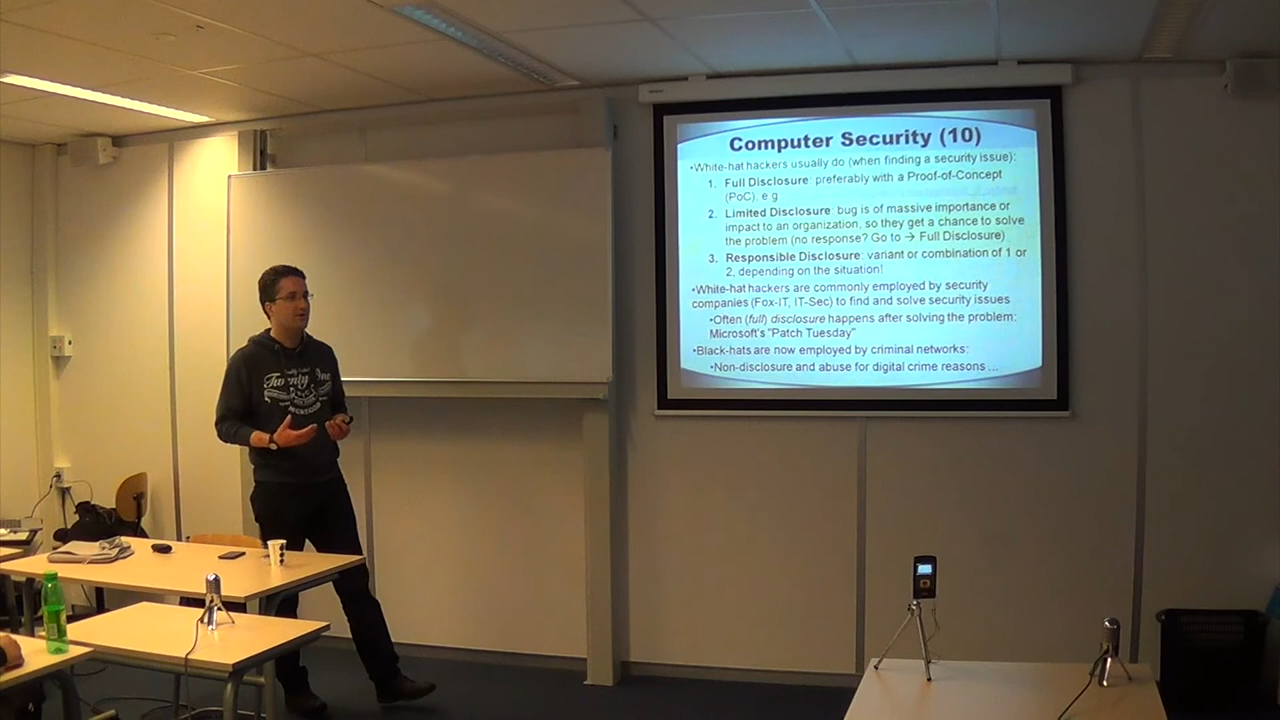 Computer Security (10)
•White-hat hackers usually do (when finding a security issue):
1. Full Disclosure: preferably with a Proof-of-Concept
(PoC), e.g
2. Limited Disclosure: bug is of massive importance or
impact to an organization, so they get a chance to solve
the problem (no response? Go to → Full Disclosure)
3. Responsible Disclosure: variant or combination of 1 or
2, depending on the situation!
•White-hat hackers are commonly employed by security
companies (Fox-IT, IT-Sec) to find and solve security issues
•Often (full) disclosure happens after solving the problem:
Microsoft's "Patch Tuesday"
•Black-hats are now employed by criminal networks:
•Non-disclosure and abuse for digital crime reasons ...
Twenty One
McGREGOR